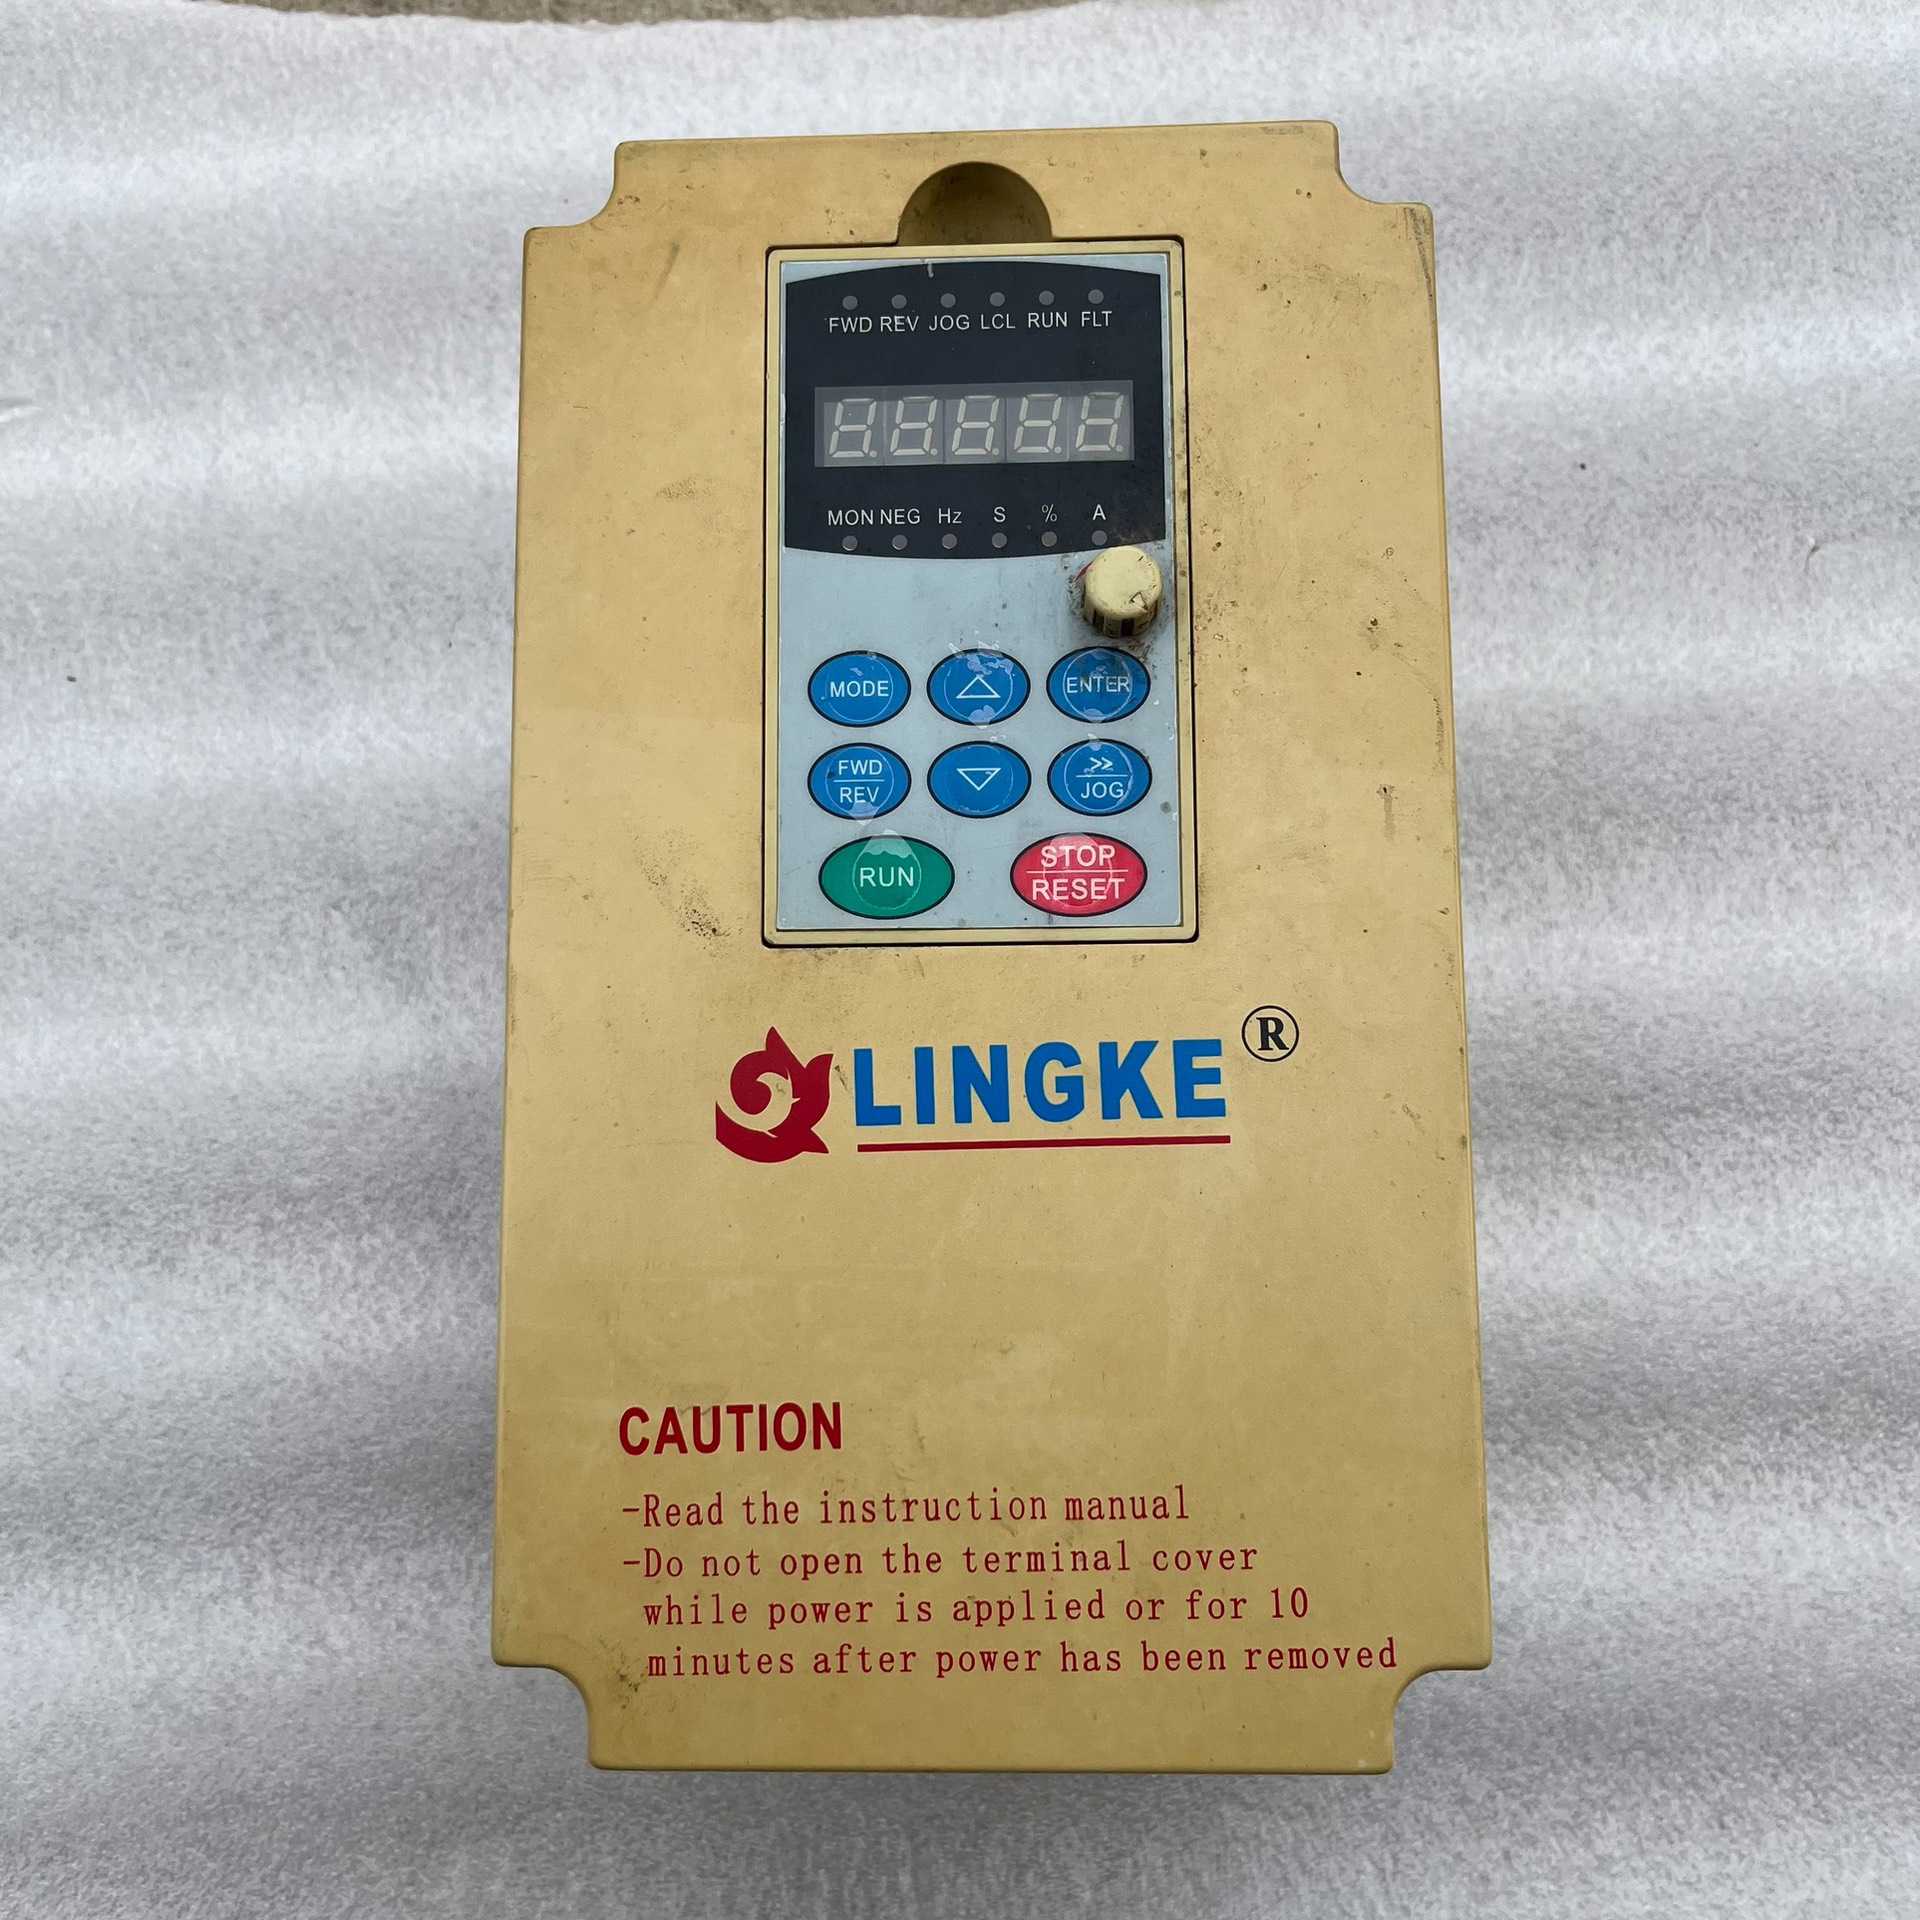 FWD REV JOG LCL RUN FLT
MON NEG Hz S % A
MODE ENTER
FWD >>
REV JOG
RUN STOP
RESET
LINGKE ®
CAUTION
-Read the instruction manual
-Do not open the terminal cover
while power is applied or for 10
minutes after power has been removed